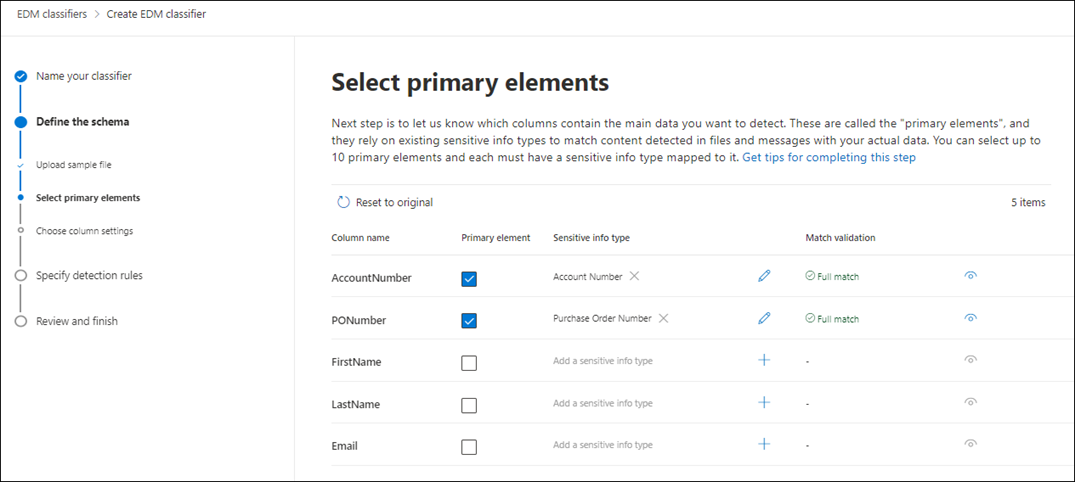 EDM classifiers > Create EDM classifier
Name your classifier
Define the schema
Upload sample file
Select primary elements
Choose column settings
Specify detection rules
Review and finish
Select primary elements
Next step is to let us know which columns contain the main data you want to detect. These are called the "primary elements", and
they rely on existing sensitive info types to match content detected in files and messages with your actual data. You can select up to
10 primary elements and each must have a sensitive info type mapped to it. Get tips for completing this step
Reset to original 5 items
Column name Primary element Sensitive info type Match validation
AccountNumber Account Number Full match
PONumber Purchase Order Number Full match
FirstName Add a sensitive info type -
LastName Add a sensitive info type -
Email Add a sensitive info type -